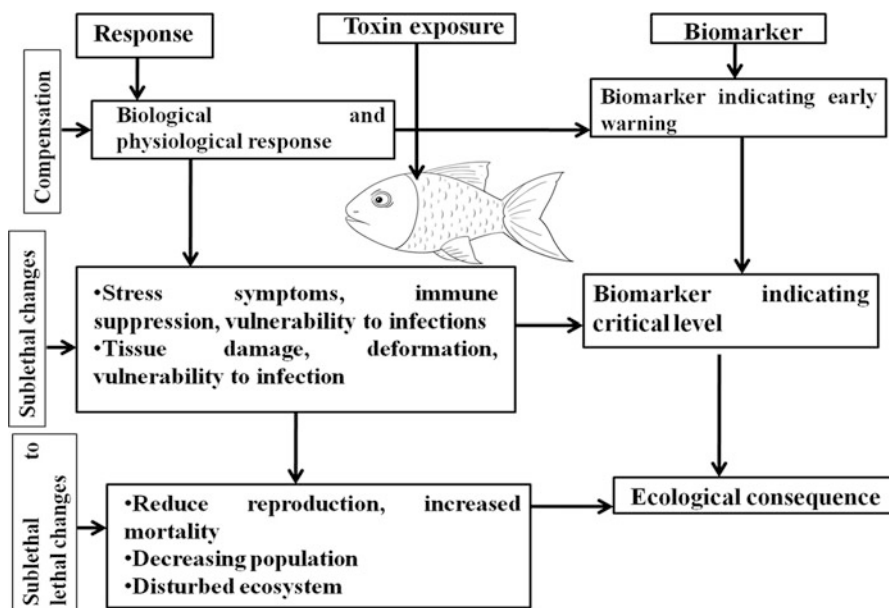 Response
Toxin exposure
Biomarker
Compensation
Biological and
physiological response
Biomarker indicating early
warning
Sublethal changes
•Stress symptoms, immune
suppression, vulnerability to infections
•Tissue damage, deformation,
vulnerability to infection
Biomarker indicating
critical level
Sublethal to
lethal changes
•Reduce reproduction, increased
mortality
•Decreasing population
•Disturbed ecosystem
Ecological consequence